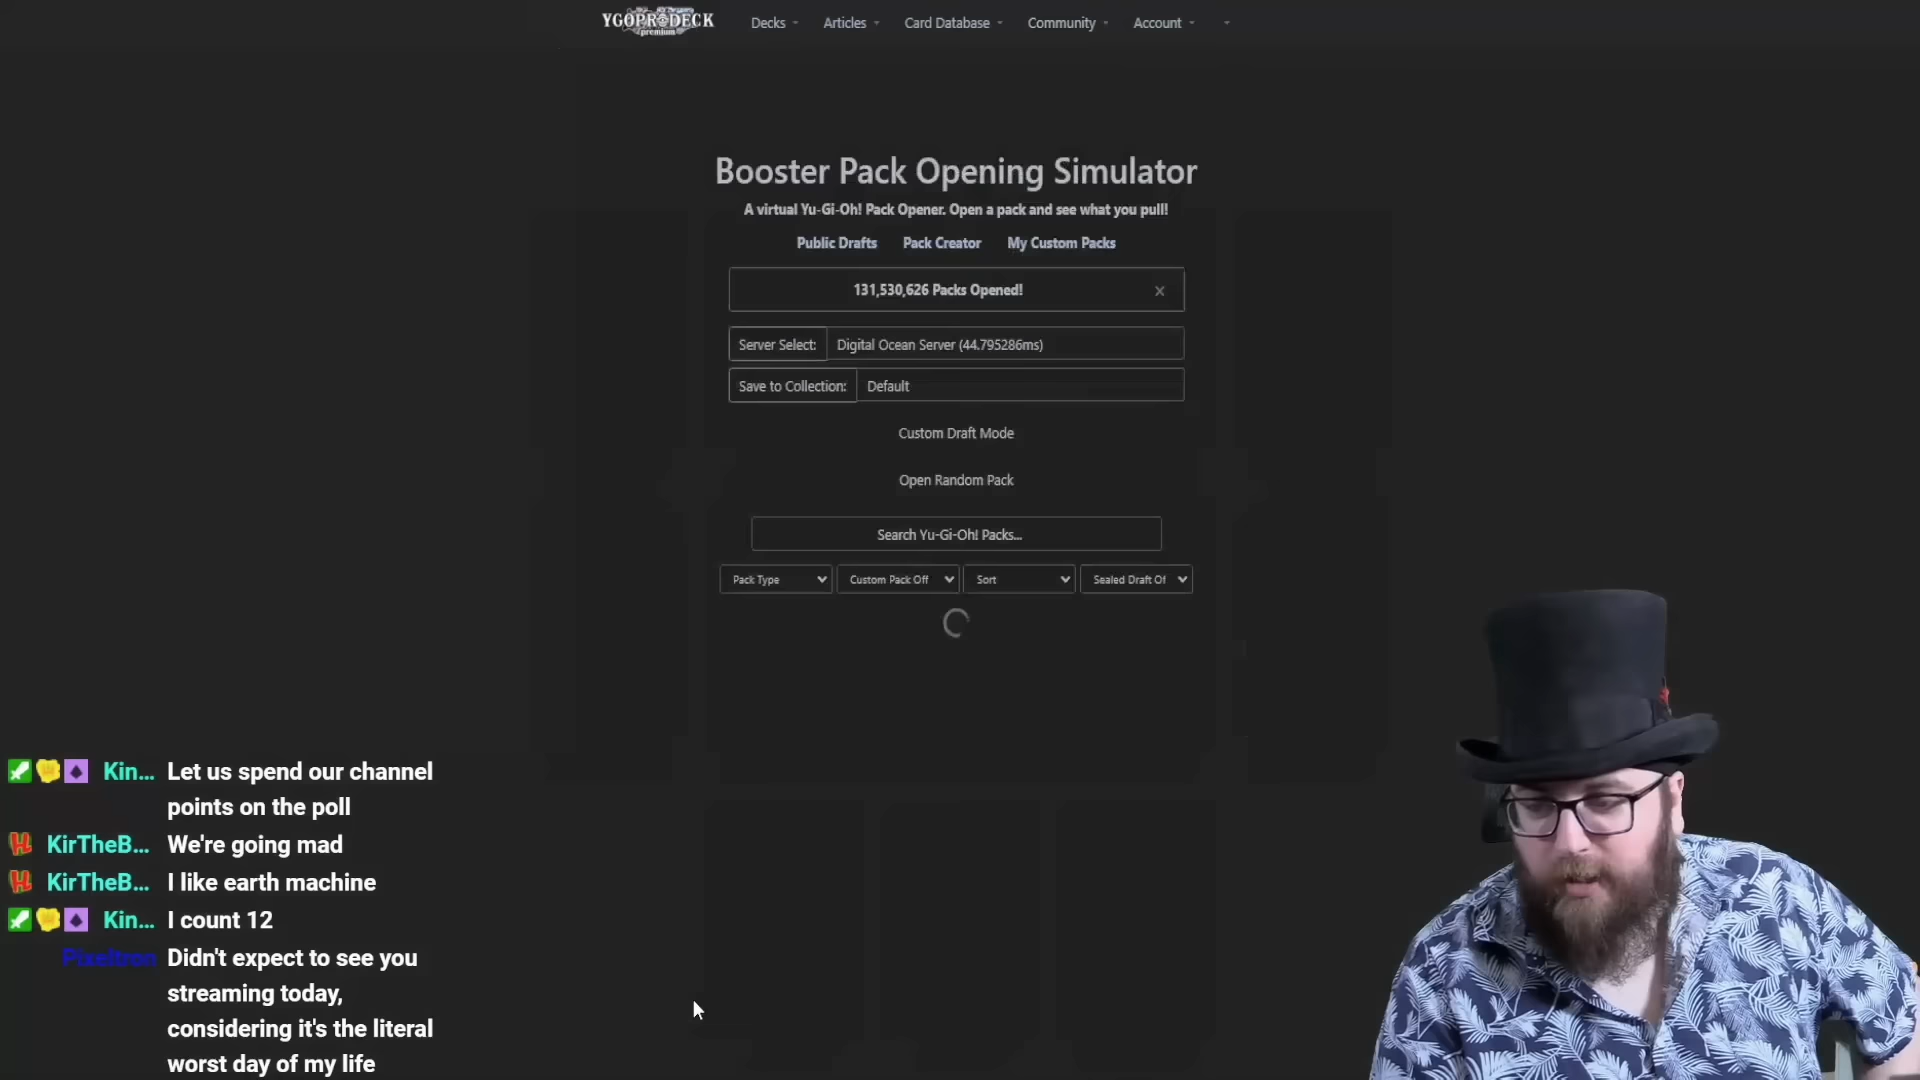 YGOPRODECK
premium
Decks
Articles
Card Database
Community
Account
Booster Pack Opening Simulator
A virtual Yu-Gi-Oh! Pack Opener. Open a pack and see what you pull!
Public Drafts
Pack Creator
My Custom Packs
131,530,626 Packs Opened!
Server Select:
Digital Ocean Server (44.795286ms)
Save to Collection:
Default
Custom Draft Mode
Open Random Pack
Search Yu-Gi-Oh! Packs...
Pack Type
Custom Pack Off
Sort
Sealed Draft Of
Kin... Let us spend our channel
points on the poll
KirTheB... We're going mad
KirTheB... I like earth machine
Kin... I count 12
Pixeltron Didn't expect to see you
streaming today,
considering it's the literal
worst day of my life